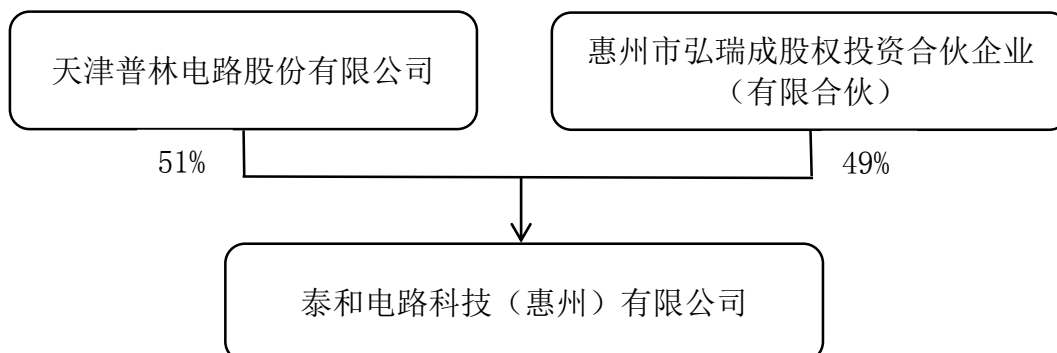 天津普林电路股份有限公司
惠州市弘瑞成股权投资合伙企业
（有限合伙）
51%
49%
泰和电路科技（惠州）有限公司